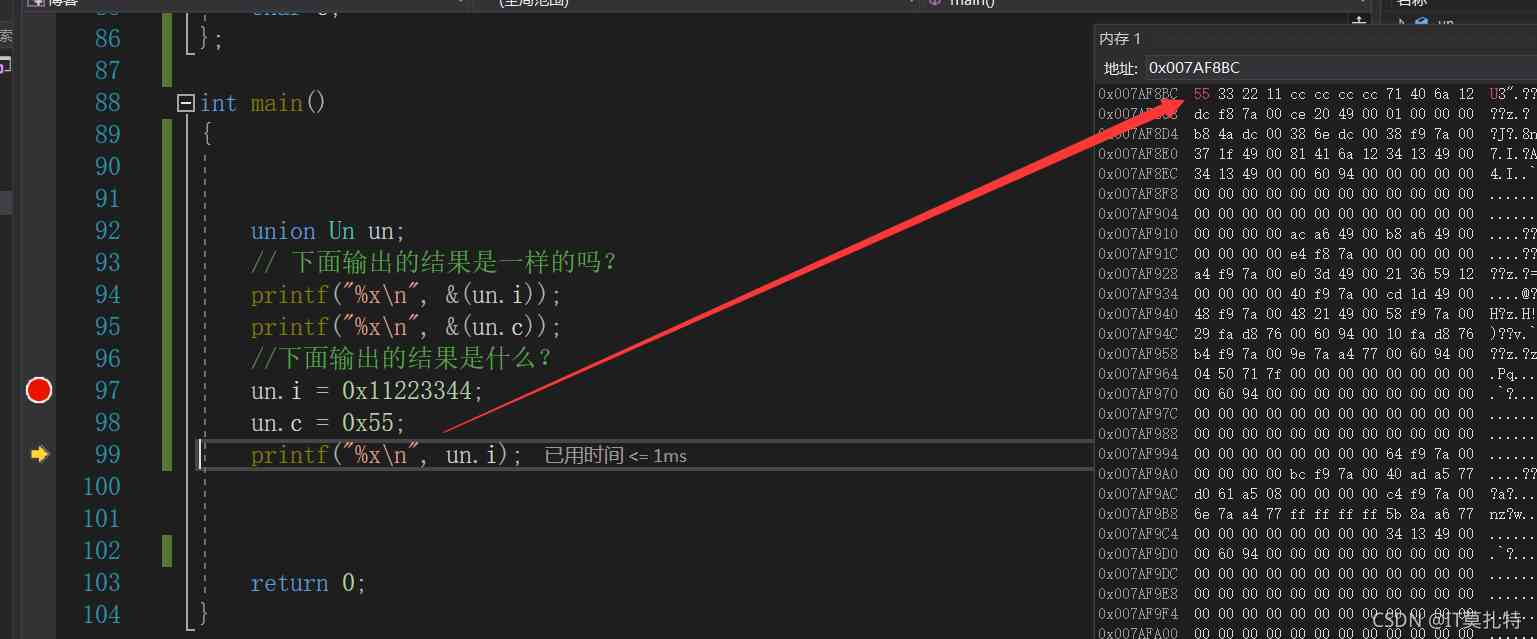 (全局范围)
main()
名称
86 };
87
88 int main()
89 {
90
91
92 union Un un;
93 // 下面输出的结果是一样的吗?
94 printf("%x\n", &(un.i));
95 printf("%x\n", &(un.c));
96 //下面输出的结果是什么?
97 un.i = 0x11223344;
98 un.c = 0x55;
99 printf("%x\n", un.i); 已用时间 <= 1ms
100
101
102
103 return 0;
104 }
内存 1
地址: 0x007AF8BC
0x007AF8BC 55 33 22 11 cc cc cc cc 71 40 6a 12 U3".??
dc f8 7a 00 ce 20 49 00 01 00 00 00 ??z.?
0x007AF8D4 b8 4a dc 00 38 6e dc 00 38 f9 7a 00 ?J?.8n
0x007AF8E0 37 1f 49 00 81 41 6a 12 34 13 49 00 7.I.?A
0x007AF8EC 34 13 49 00 00 60 94 00 00 00 00 00 4.I..`
0x007AF8F8 00 00 00 00 00 00 00 00 00 00 00 00 ......
0x007AF904 00 00 00 00 00 00 00 00 00 00 00 00 ......
0x007AF910 00 00 00 00 ac a6 49 00 b8 a6 49 00 ....??
0x007AF91C 00 00 00 00 e4 f8 7a 00 00 00 00 00 ....??
0x007AF928 a4 f9 7a 00 e0 3d 49 00 21 36 59 12 ??z.?=
0x007AF934 00 00 00 00 40 f9 7a 00 cd 1d 49 00 ....@?
0x007AF940 48 f9 7a 00 48 21 49 00 58 f9 7a 00 H?z.H!
0x007AF94C 29 fa d8 76 00 60 94 00 10 fa d8 76 )??v.`
0x007AF958 b4 f9 7a 00 9e 7a a4 77 00 60 94 00 ??z.?z
0x007AF964 04 50 71 7f 00 00 00 00 00 00 00 00 .Pq...
0x007AF970 00 60 94 00 00 00 00 00 00 00 00 00 .`?...
0x007AF97C 00 00 00 00 00 00 00 00 00 00 00 00 ......
0x007AF988 00 00 00 00 00 00 00 00 00 00 00 00 ......
0x007AF994 00 00 00 00 00 00 00 00 64 f9 7a 00 ......
0x007AF9A0 00 00 00 00 bc f9 7a 00 40 ad a5 77 ....??
0x007AF9AC d0 61 a5 08 00 00 00 00 c4 f9 7a 00 ?a?...
0x007AF9B8 6e 7a a4 77 ff ff ff ff 5b 8a a6 77 nz?w..
0x007AF9C4 00 00 00 00 00 00 00 00 34 13 49 00 ......
0x007AF9D0 00 60 94 00 00 00 00 00 00 00 00 00 .`?...
0x007AF9DC 00 00 00 00 00 00 00 00 00 00 00 00 ......
0x007AF9E8 00 00 00 00 00 00 00 00 00 00 00 00 ......
0x007AF9F4 00 00 00 00 00 00 00 00 00 00 00 00
0x007AFA00 00 00 00 00 00 00 00 00 00 00 00 00
CSDN @IT莫扎特